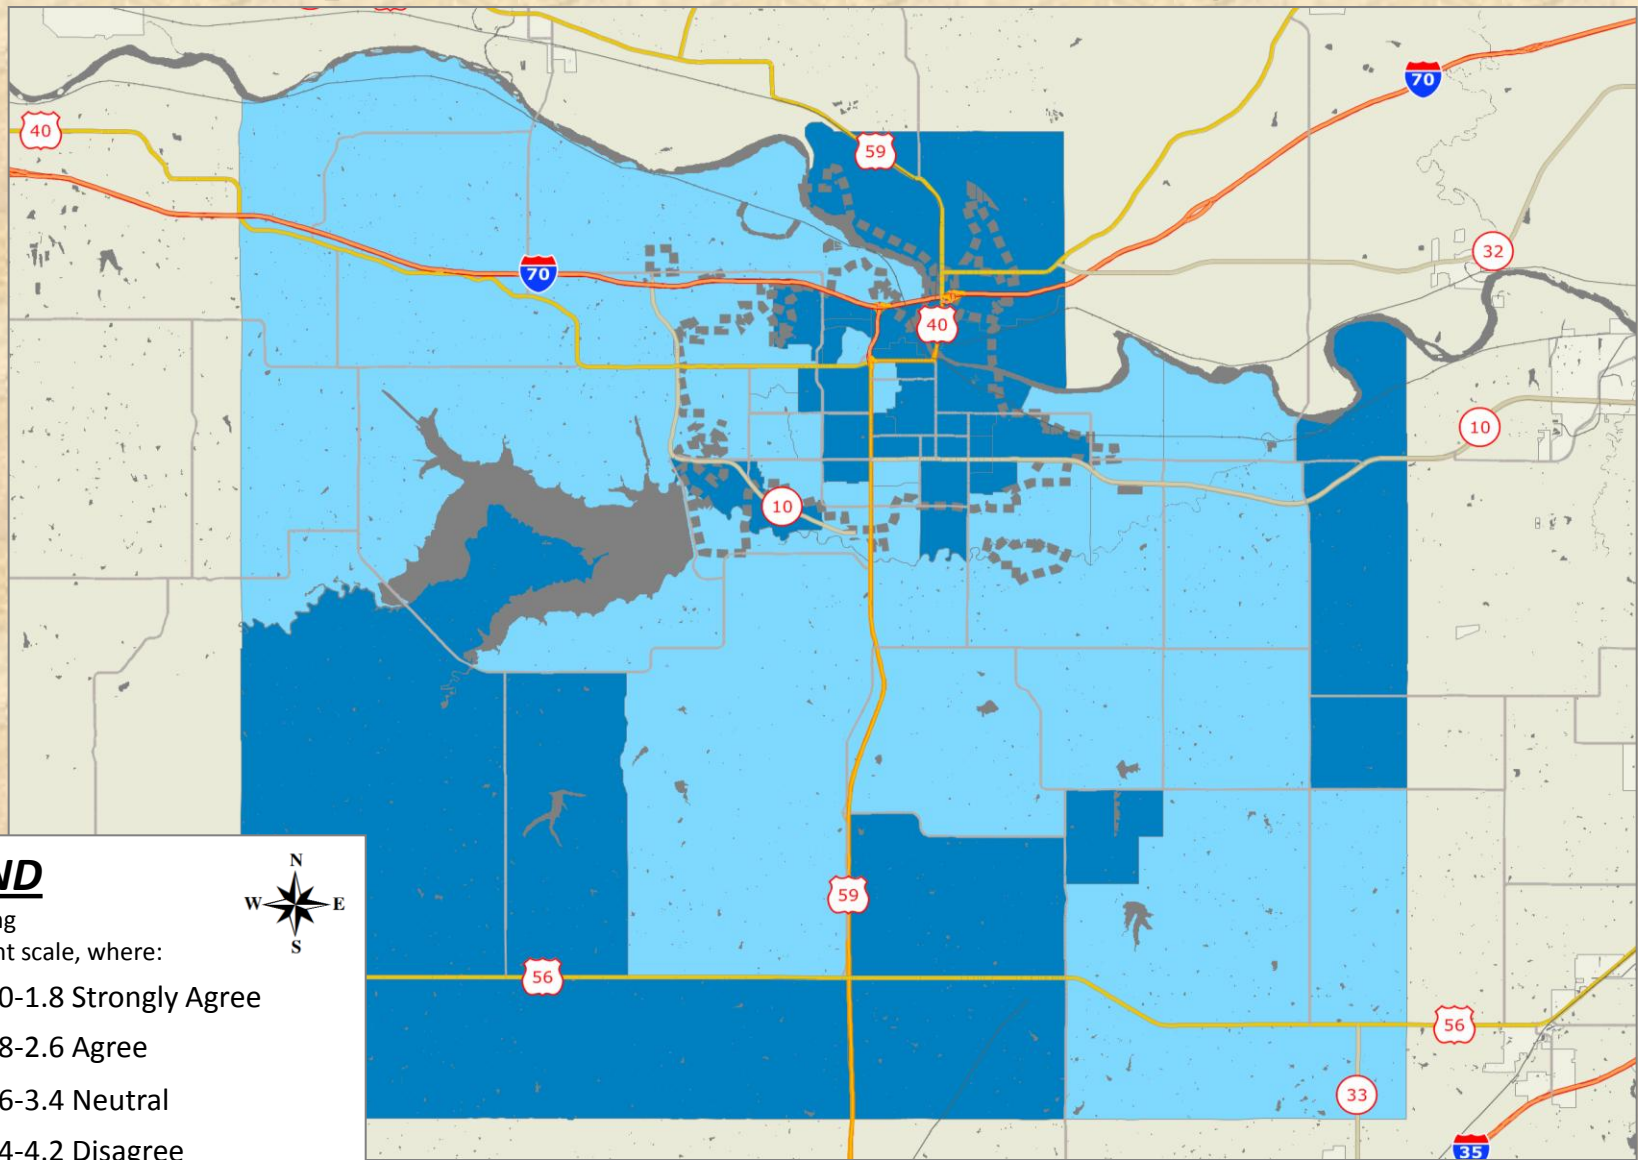 70
40
59
32
70
40
10
10
59
56
56
33
35
ND
N
W E
S
ng
nt scale, where:
0-1.8 Strongly Agree
8-2.6 Agree
6-3.4 Neutral
4-4.2 Disagree